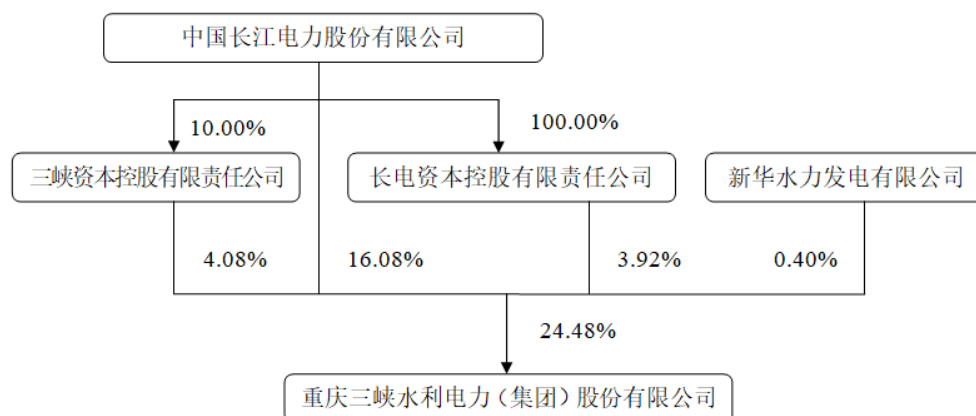 中国长江电力股份有限公司
10.00%
100.00%
三峡资本控股有限责任公司
长电资本控股有限责任公司
新华水力发电有限公司
4.08%
16.08%
3.92%
0.40%
24.48%
重庆三峡水利电力（集团）股份有限公司